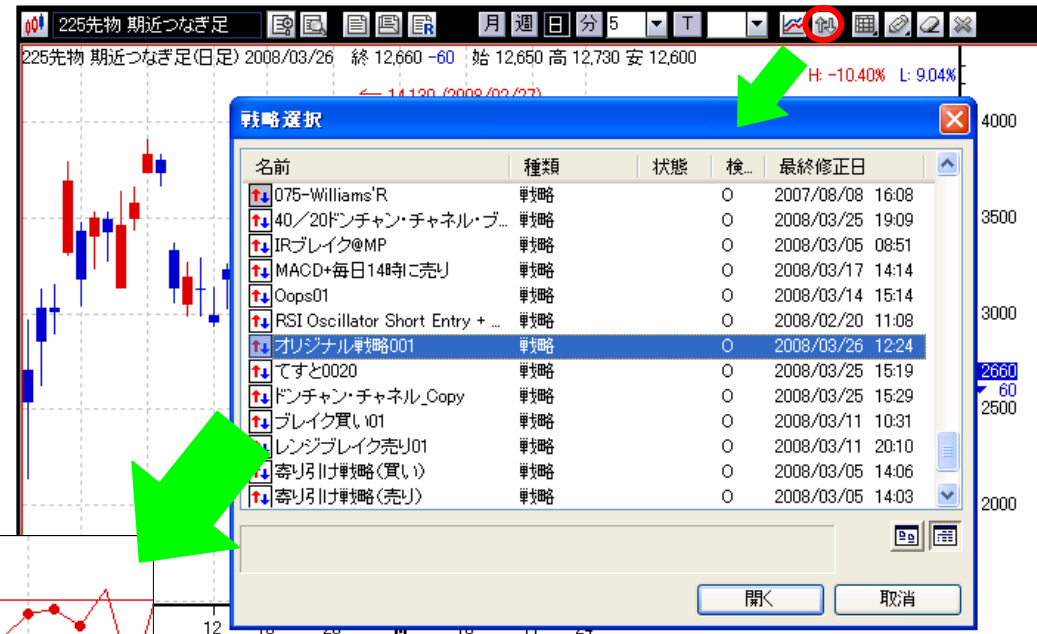 225先物 期近つなぎ足 月 週 日 分 5 T
225先物 期近つなぎ足(日足) 2008/03/26 終 12,660 -60 始 12,650 高 12,730 安 12,600
H: -10.40% L: 9.04%
← 14,130 (2008/02/27)
戦略選択
4000
名前 種類 状態 検... 最終修正日
075-Williams'R 戦略 O 2007/08/08 16:08
40／20ドンチャン・チャネル・ブ... 戦略 O 2008/03/25 19:09
3500
IRブレイク@MP 戦略 O 2008/03/05 08:51
MACD+毎日14時に売り 戦略 O 2008/03/17 14:14
Oops01 戦略 O 2008/03/14 15:14
3000
RSI Oscillator Short Entry + ... 戦略 O 2008/02/20 11:08
オリジナル戦略001 戦略 O 2008/03/26 12:24
てすと0020 戦略 O 2008/03/25 15:19
2660
60
ドンチャン・チャネル_Copy 戦略 O 2008/03/25 15:29
2500
ブレイク買い01 戦略 O 2008/03/11 10:31
レンジブレイク売り01 戦略 O 2008/03/11 20:10
寄り引け戦略(買い) 戦略 O 2008/03/05 14:06
寄り引け戦略(売り) 戦略 O 2008/03/05 14:03
2000
開く 取消
12